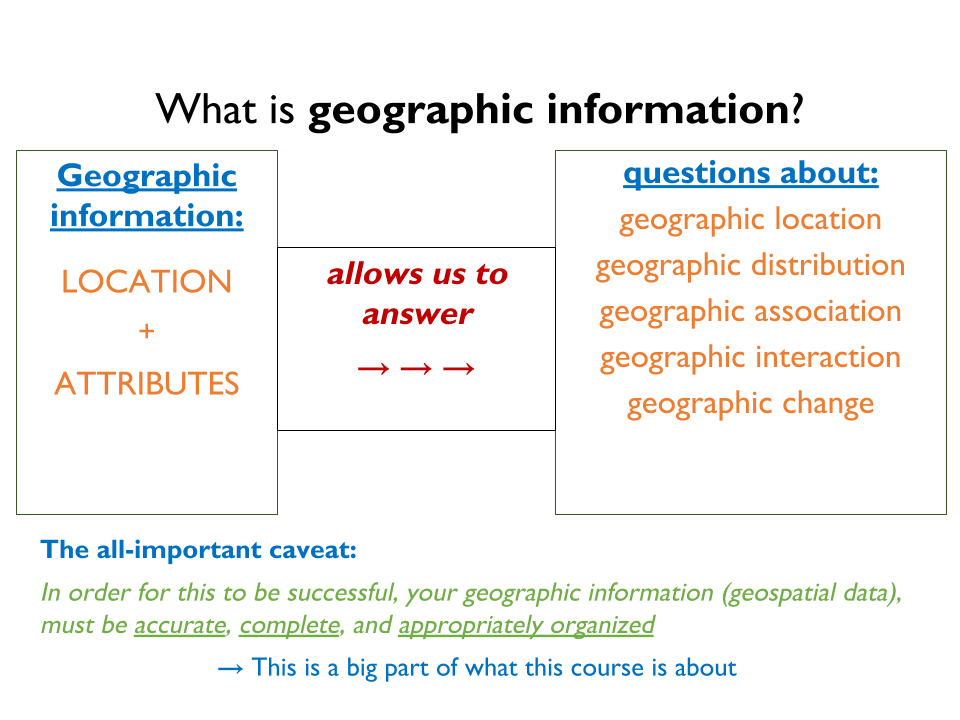 What is geographic information?
Geographic
information:
LOCATION
+
ATTRIBUTES
allows us to
answer
→ → →
questions about:
geographic location
geographic distribution
geographic association
geographic interaction
geographic change
The all-important caveat:
In order for this to be successful, your geographic information (geospatial data),
must be accurate, complete, and appropriately organized
→ This is a big part of what this course is about